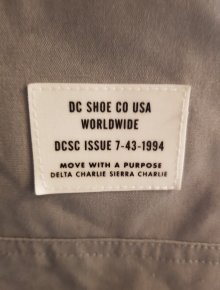 DC SHOE CO USA
WORLDWIDE
DCSC ISSUE 7-43-1994
MOVE WITH A PURPOSE
DELTA CHARLIE SIERRA CHARLIE